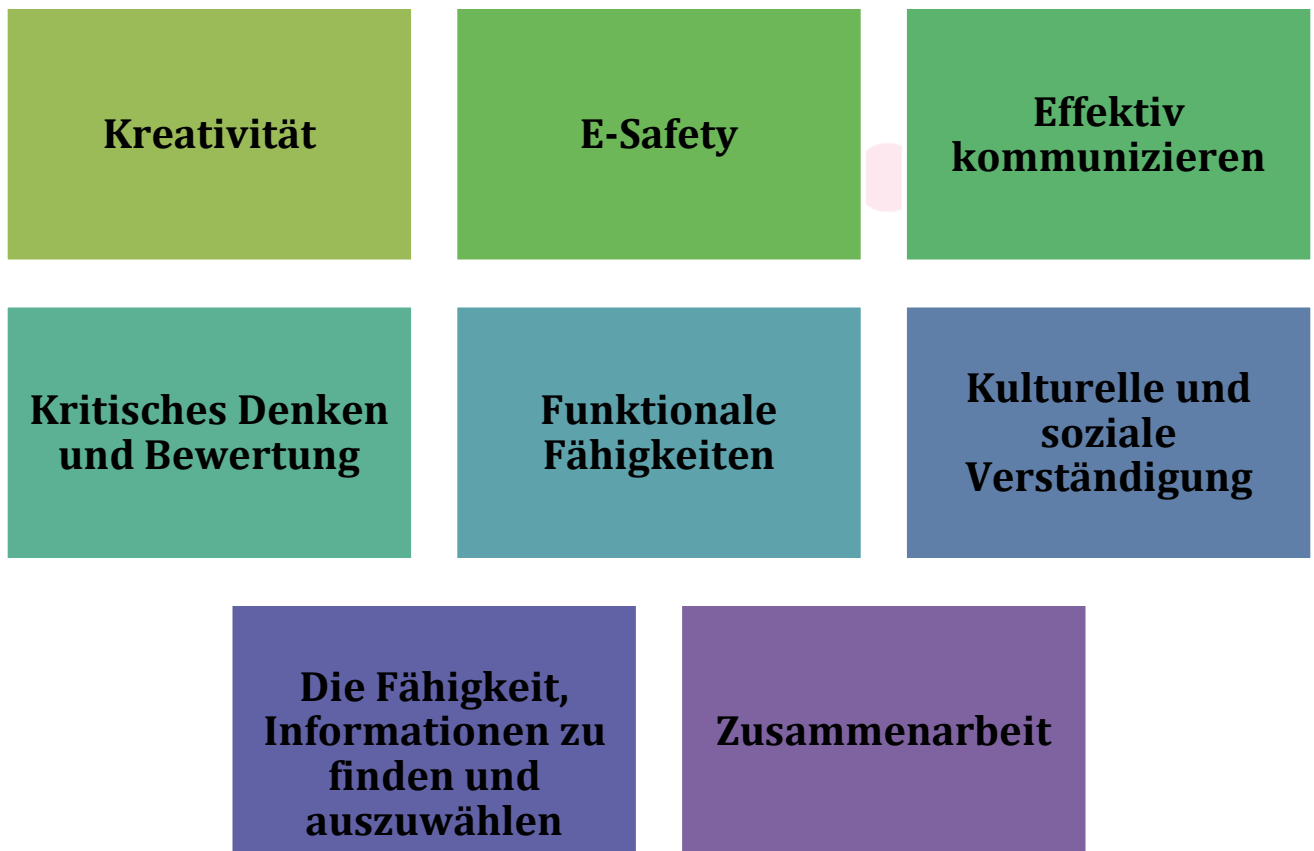 Kreativität
E-Safety
Effektiv
kommunizieren
Kritisches Denken
und Bewertung
Funktionale
Fähigkeiten
Kulturelle und
soziale
Verständigung
Die Fähigkeit,
Informationen zu
finden und
auszuwählen
Zusammenarbeit